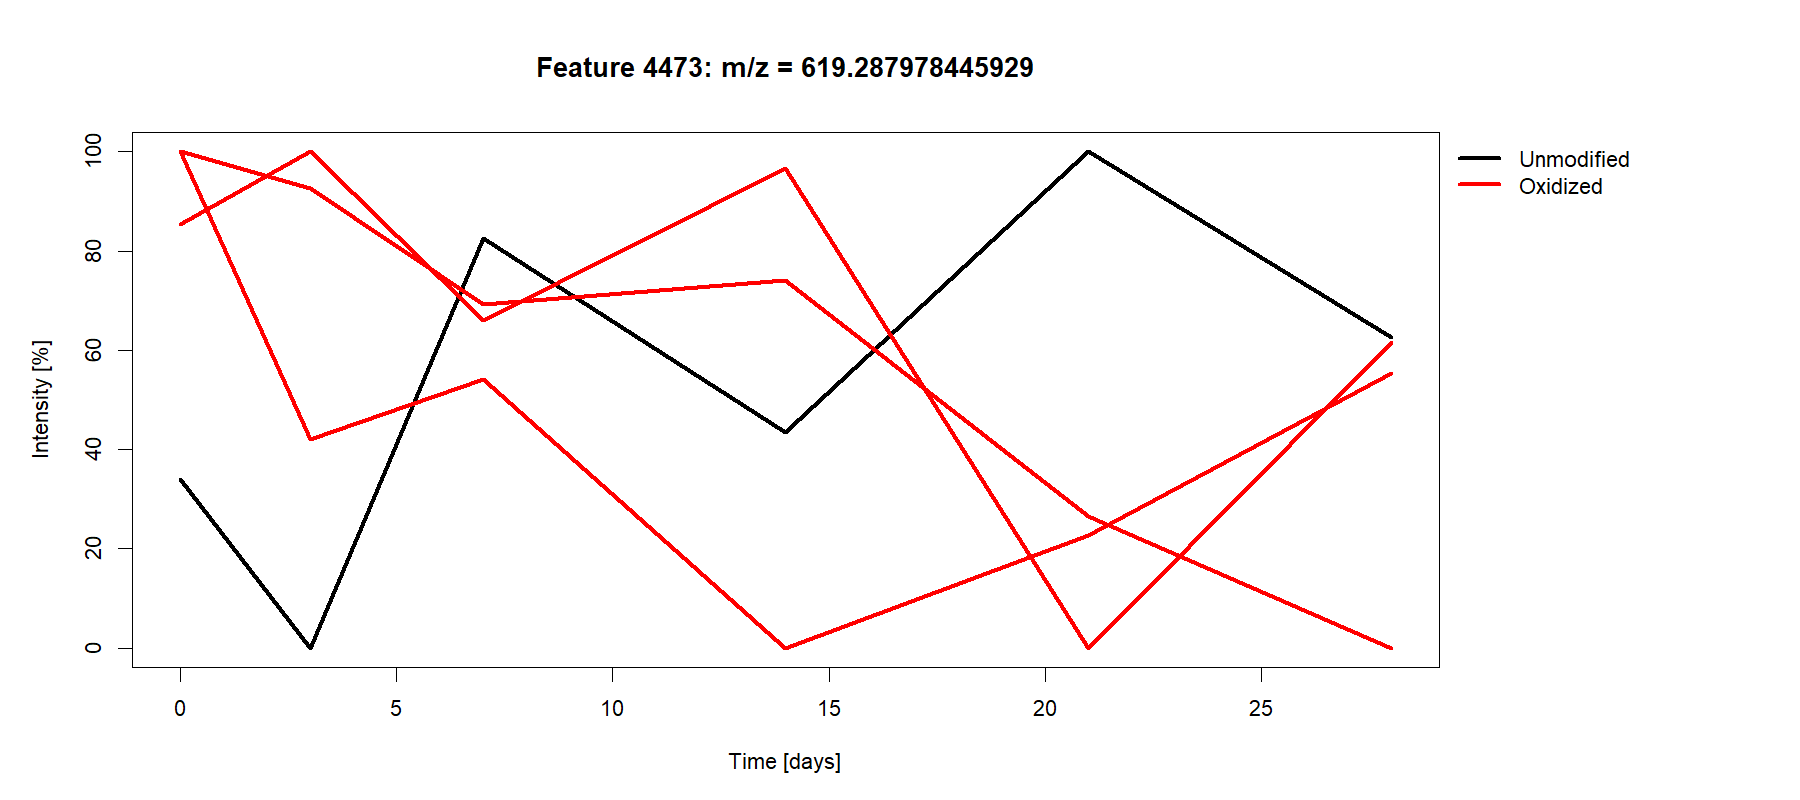 Feature 4473: m/z = 619.287978445929
Unmodified
Oxidized
Intensity [%]
100
80
60
40
20
0
0 5 10 15 20 25
Time [days]